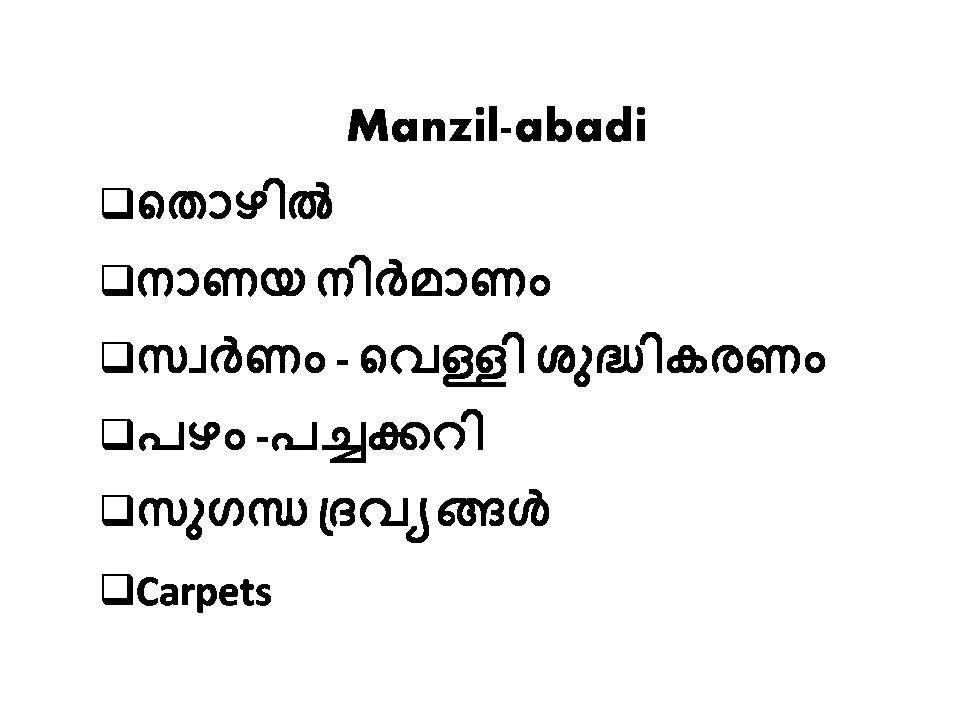 Manzil-abadi
❑തൊഴിൽ
❑നാണയ നിർമാണം
❑സ്വർണം - വെള്ളി ശുദ്ധികരണം
❑പഴം -പച്ചക്കറി
❑സുഗന്ധ ദ്രവ്യങ്ങൾ
❑Carpets